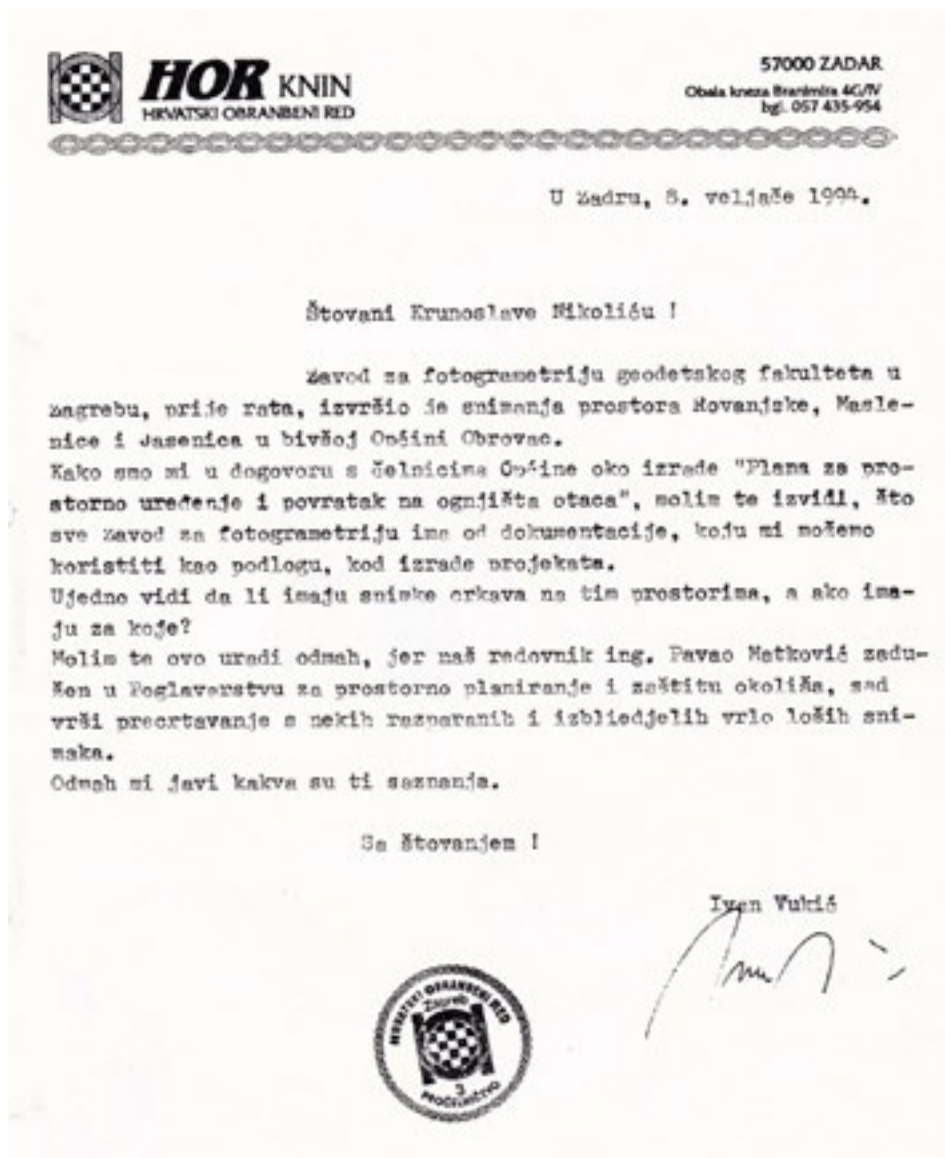 HOR KNIN
HRVATSKI OBRANBENI RED
57000 ZADAR
Obala kneza Branimira 4G/IV
bgl. 057 435-954
U Zadru, 8. veljače 1994.
Štovani Krunoslave Nikoliću !
Zavod za fotogrametriju geodetskog fakulteta u
Zagrebu, prije rata, izvršio je snimanja prostora Rovanjske, Masle-
nice i Jasenica u bivšoj Općini Obrovac.
Kako smo mi u dogovoru s čelnicima Općine oko izrade "Plana za pro-
storno uređenje i povratak na ognjišta otaca", molim te izvidi, što
sve Zavod za fotogrametriju ima od dokumentacije, koju mi možemo
koristiti kao podlogu, kod izrade projekata.
Ujedno vidi da li imaju snimke crkava na tim prostorima, a ako ima-
ju za koje?
Molim te ovo uradi odmah, jer naš redovnik ing. Pavao Matković zadu-
žen u Poglavarstvu za prostorno planiranje i zaštitu okoliša, sad
vrši precrtavanje s nekih razparanih i izbliedjelih vrlo loših sni-
maka.
Odmah mi javi kakva su ti saznanja.
Sa štovanjem !
Ivan Vukić
HRVATSKI OBRANBENI RED
Zagreb
3
PROČELNIŠTVO